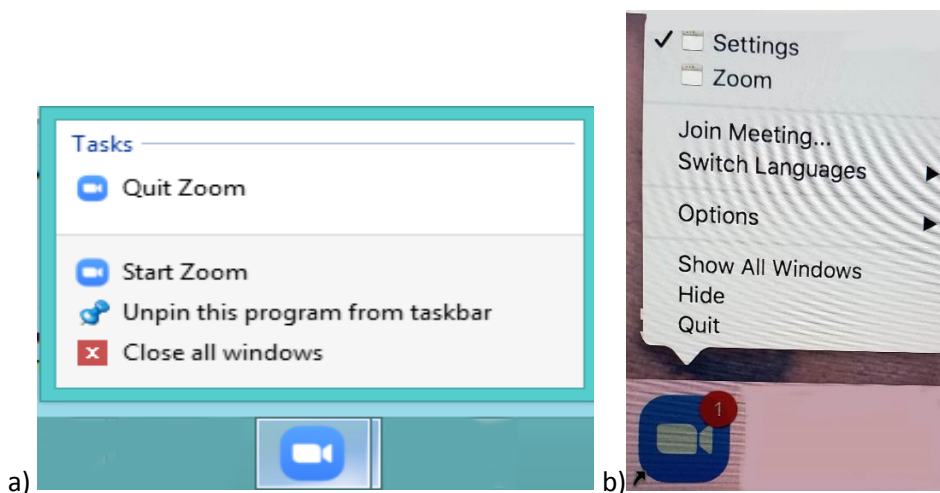 Tasks
Quit Zoom
Start Zoom
Unpin this program from taskbar
Close all windows
a)
✓ Settings
Zoom
Join Meeting...
Switch Languages ▶
Options ▶
Show All Windows
Hide
Quit
1
b)